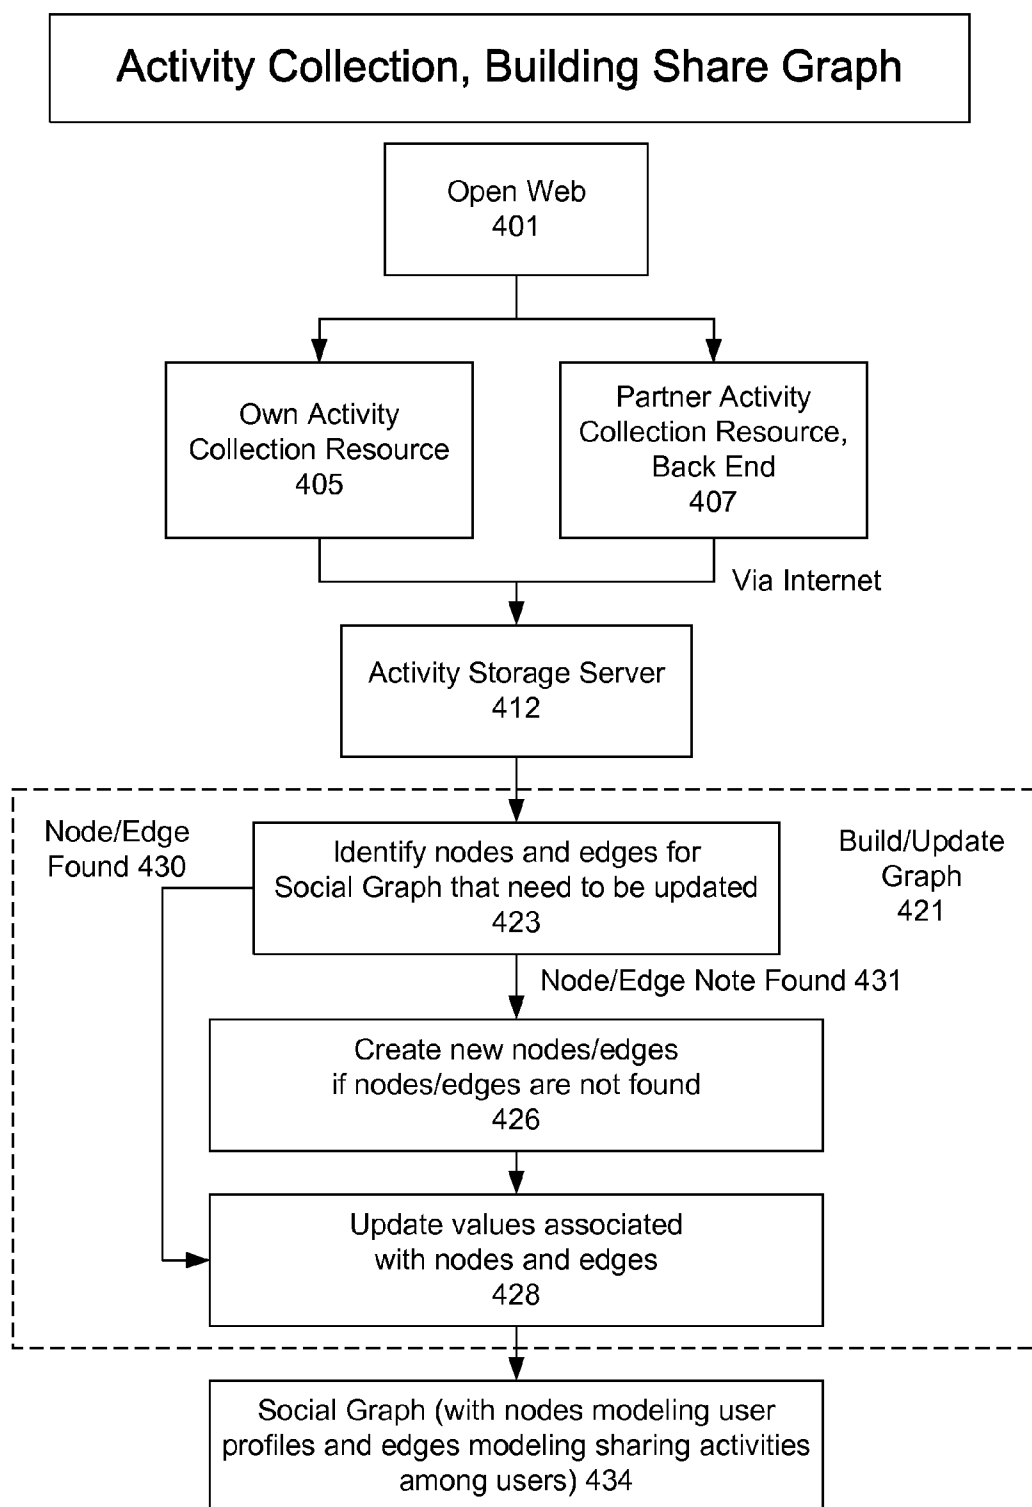 Activity Collection, Building Share Graph
Open Web
401
Own Activity
Collection Resource
405
Partner Activity
Collection Resource,
Back End
407
Via Internet
Activity Storage Server
412
Node/Edge
Found 430
Identify nodes and edges for
Social Graph that need to be updated
423
Build/Update
Graph
421
Node/Edge Note Found 431
Create new nodes/edges
if nodes/edges are not found
426
Update values associated
with nodes and edges
428
Social Graph (with nodes modeling user
profiles and edges modeling sharing activities
among users) 434